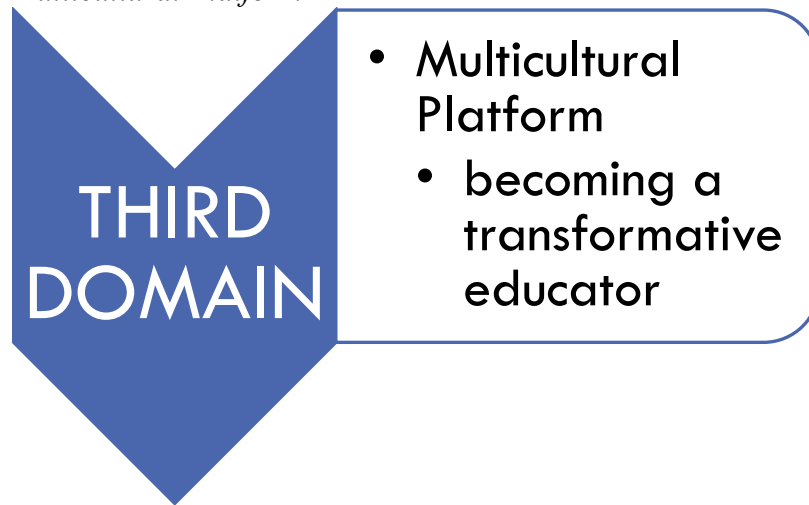 THIRD
DOMAIN
• Multicultural
Platform
• becoming a
transformative
educator